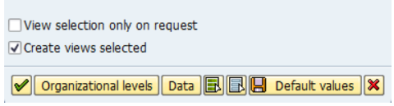 View selection only on request
Create views selected
Organizational levels Data Default values